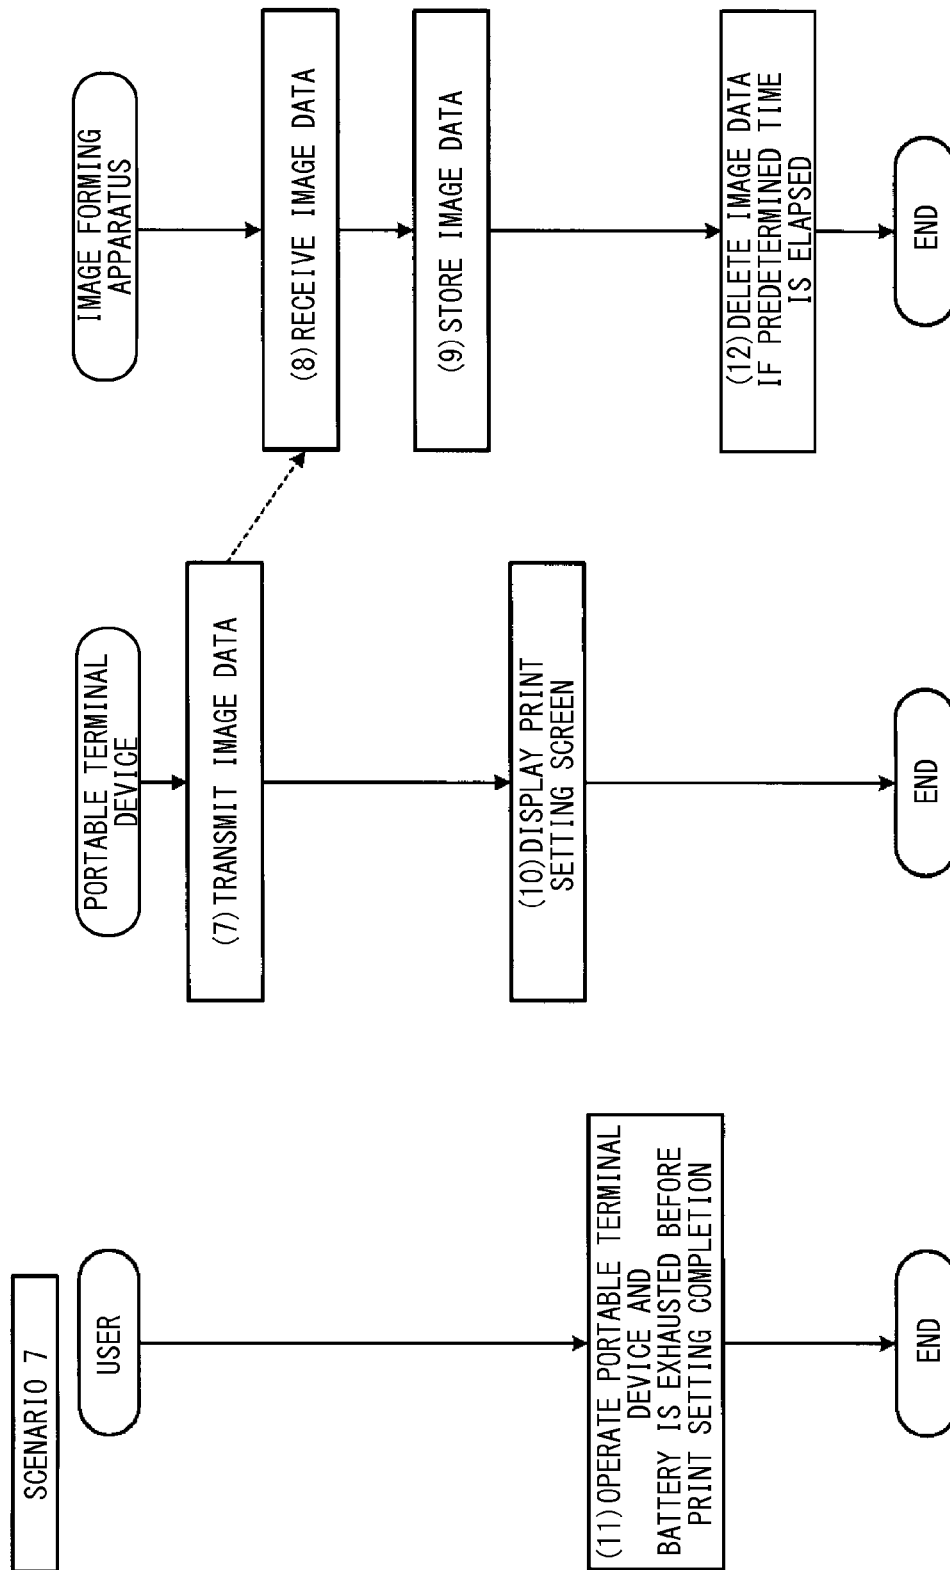 SCENARIO 7
USER
(11)OPERATE PORTABLE TERMINAL
DEVICE AND
BATTERY IS EXHAUSTED BEFORE
PRINT SETTING COMPLETION
END
PORTABLE TERMINAL
DEVICE
(7)TRANSMIT IMAGE DATA
(10)DISPLAY PRINT
SETTING SCREEN
END
IMAGE FORMING
APPARATUS
(8)RECEIVE IMAGE DATA
(9)STORE IMAGE DATA
(12)DELETE IMAGE DATA
IF PREDETERMINED TIME
IS ELAPSED
END